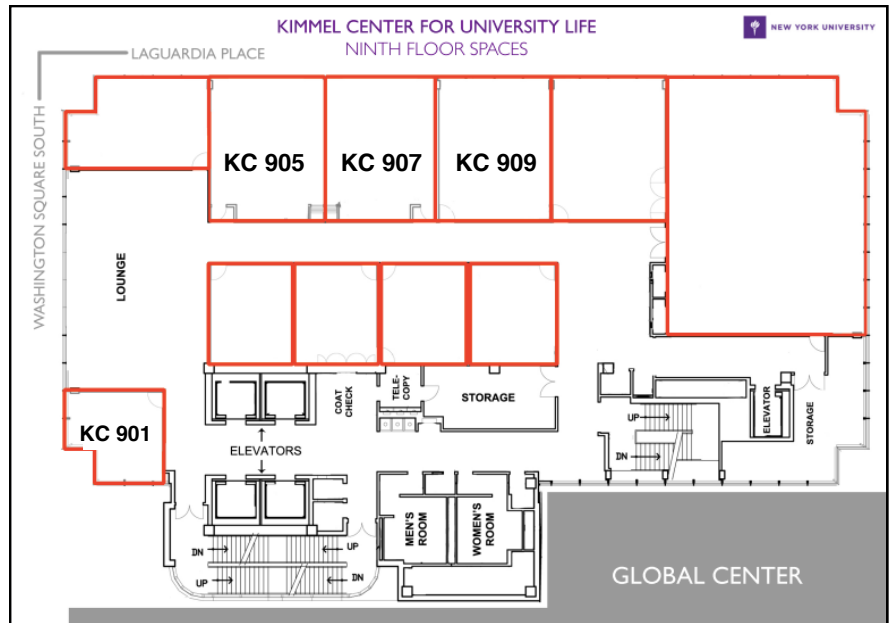 KIMMEL CENTER FOR UNIVERSITY LIFE
NINTH FLOOR SPACES
NEW YORK UNIVERSITY
LAGUARDIA PLACE
WASHINGTON SQUARE SOUTH
KC 905
KC 907
KC 909
LOUNGE
COAT
CHECK
TELE-
COPY
STORAGE
KC 901
ELEVATORS
UP
DN
ELEVATOR
STORAGE
MEN'S
ROOM
WOMEN'S
ROOM
DN
UP
UP
DN
GLOBAL CENTER